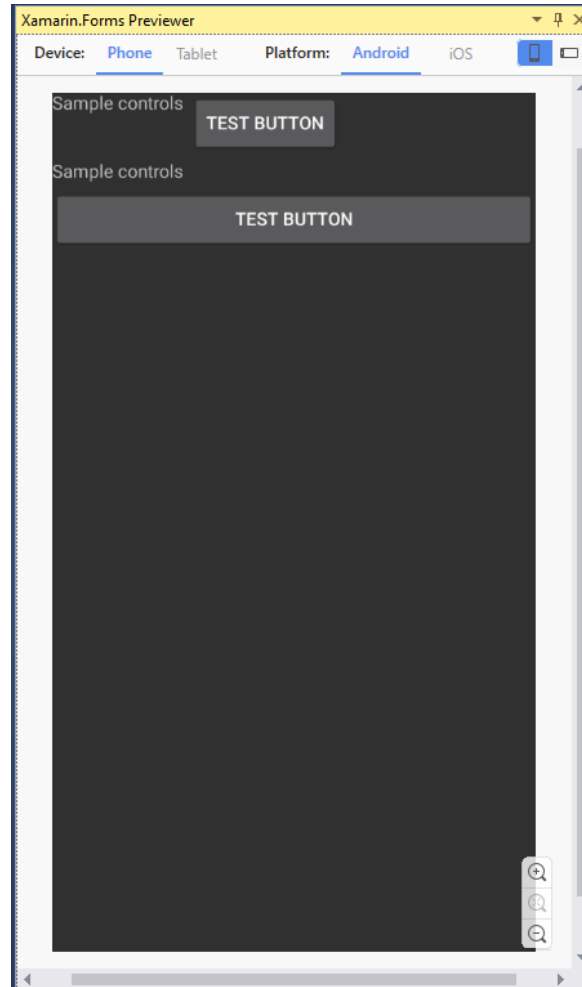 Xamarin.Forms Previewer
Device: Phone Tablet Platform: Android iOS
Sample controls TEST BUTTON
Sample controls
TEST BUTTON